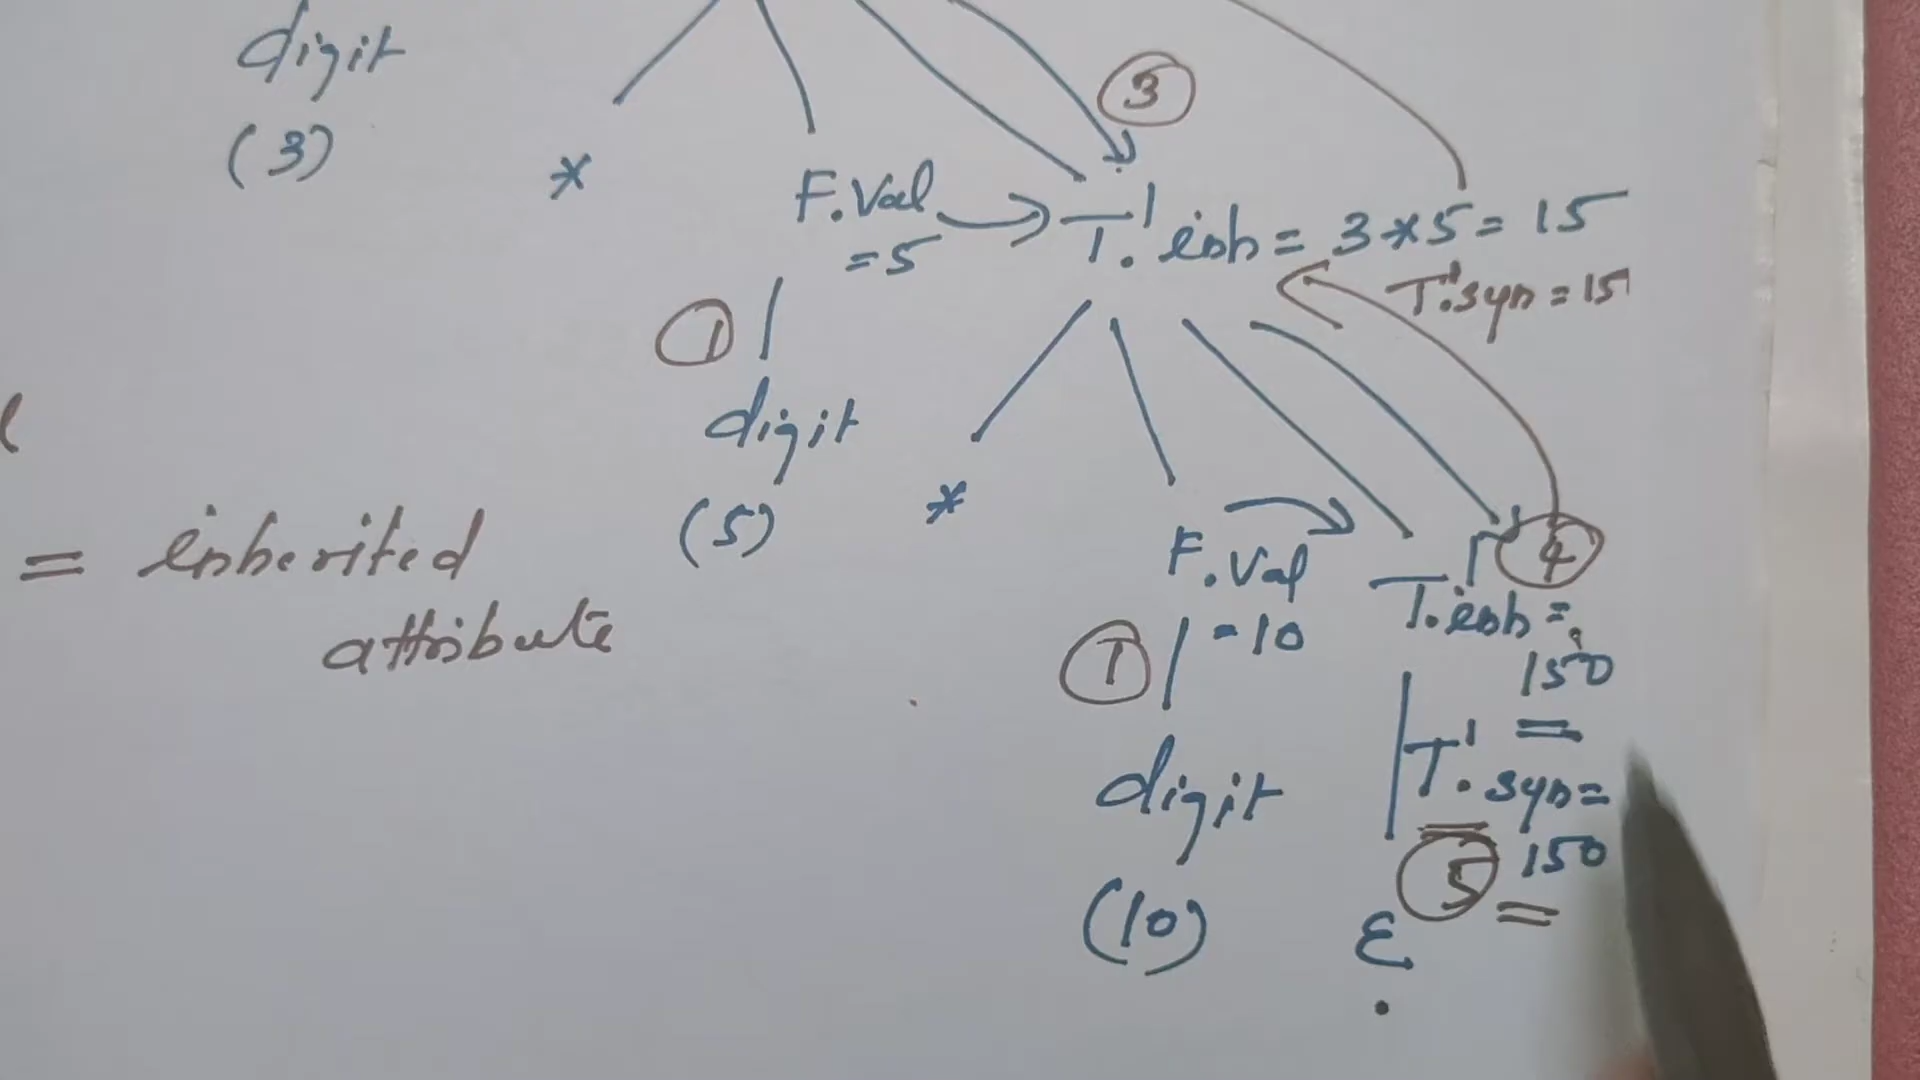 digit
(3)
3
*
F.Val
= 5
T'.inh = 3*5 = 15
T'.syn = 15
1
digit
(5)
*
= inherited
attribute
F.Val
= 10
4
T'.inh =
150
1
T'.syn =
150
5
digit
(10)
ε